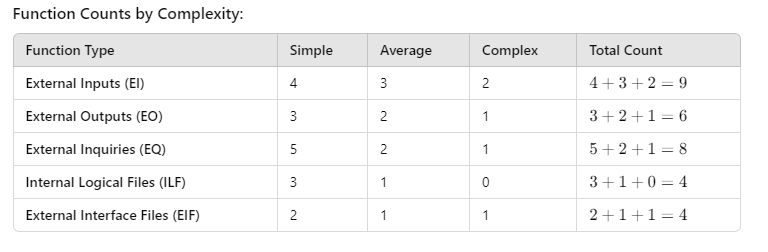 Function Counts by Complexity:
Function Type Simple Average Complex Total Count
External Inputs (EI) 4 3 2 4 + 3 + 2 = 9
External Outputs (EO) 3 2 1 3 + 2 + 1 = 6
External Inquiries (EQ) 5 2 1 5 + 2 + 1 = 8
Internal Logical Files (ILF) 3 1 0 3 + 1 + 0 = 4
External Interface Files (EIF) 2 1 1 2 + 1 + 1 = 4